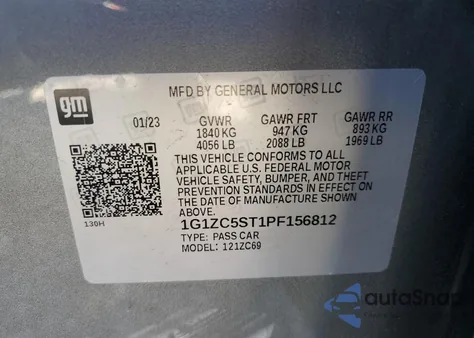 gm
MFD BY GENERAL MOTORS LLC
01/23 GVWR GAWR FRT GAWR RR
1840 KG 947 KG 893 KG
4056 LB 2088 LB 1969 LB
THIS VEHICLE CONFORMS TO ALL
APPLICABLE U.S. FEDERAL MOTOR
VEHICLE SAFETY, BUMPER, AND THEFT
PREVENTION STANDARDS IN EFFECT ON
THE DATE OF MANUFACTURE SHOWN
ABOVE.
130H
1G1ZC5ST1PF156812
TYPE: PASS CAR
MODEL: 121ZC69
autoSnap